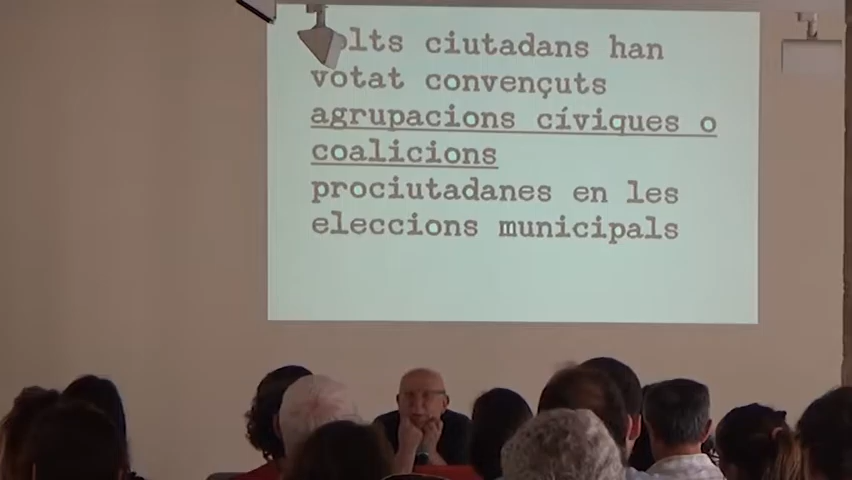 ciutadans han
votat convençuts
agrupacions cíviques o
coalicions
prociutadanes en les
eleccions municipals